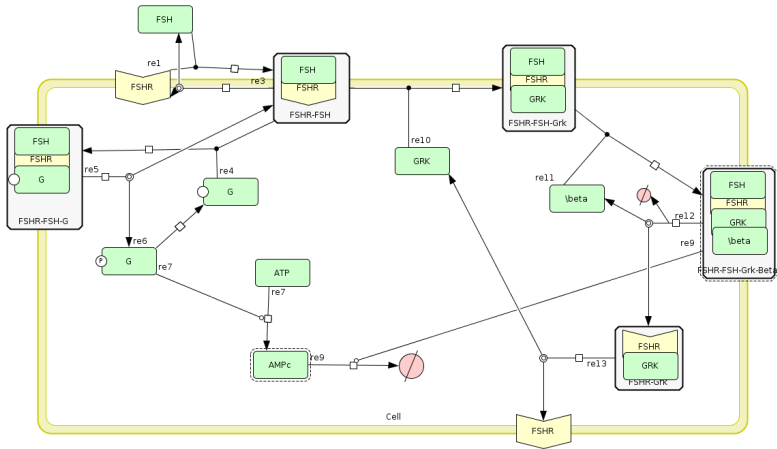 FSH
re1
FSHR
re3
FSH
FSHR
FSHR-FSH
FSH
FSHR
GRK
FSHR-FSH-Grk
FSH
FSHR
G
FSHR-FSH-G
re5
re4
G
re10
GRK
re11
\beta
re12
re9
FSH
FSHR
GRK
\beta
FSHR-FSH-Grk-Beta
re6
P
G
re7
ATP
re7
AMPc
re9
FSHR
GRK
FSHR-Grk
re13
Cell
FSHR